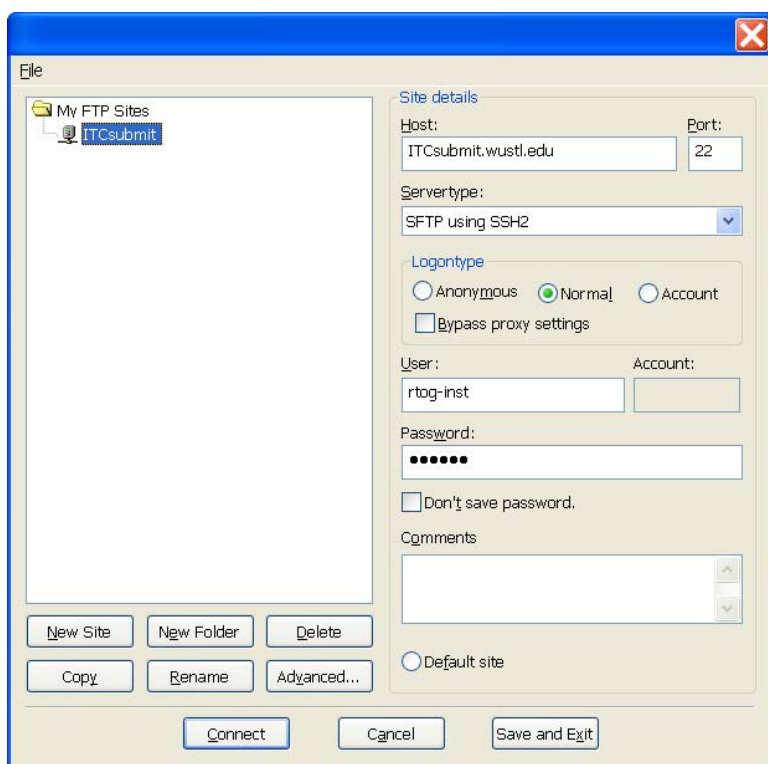 File
My FTP Sites
ITCsubmit
New Site New Folder Delete
Copy Rename Advanced...
Site details
Host: Port:
ITCsubmit.wustl.edu 22
Servertype:
SFTP using SSH2
Logontype
Anonymous Normal Account
Bypass proxy settings
User: Account:
rtog-inst
Password:
••••••
Don't save password.
Comments
Default site
Connect Cancel Save and Exit